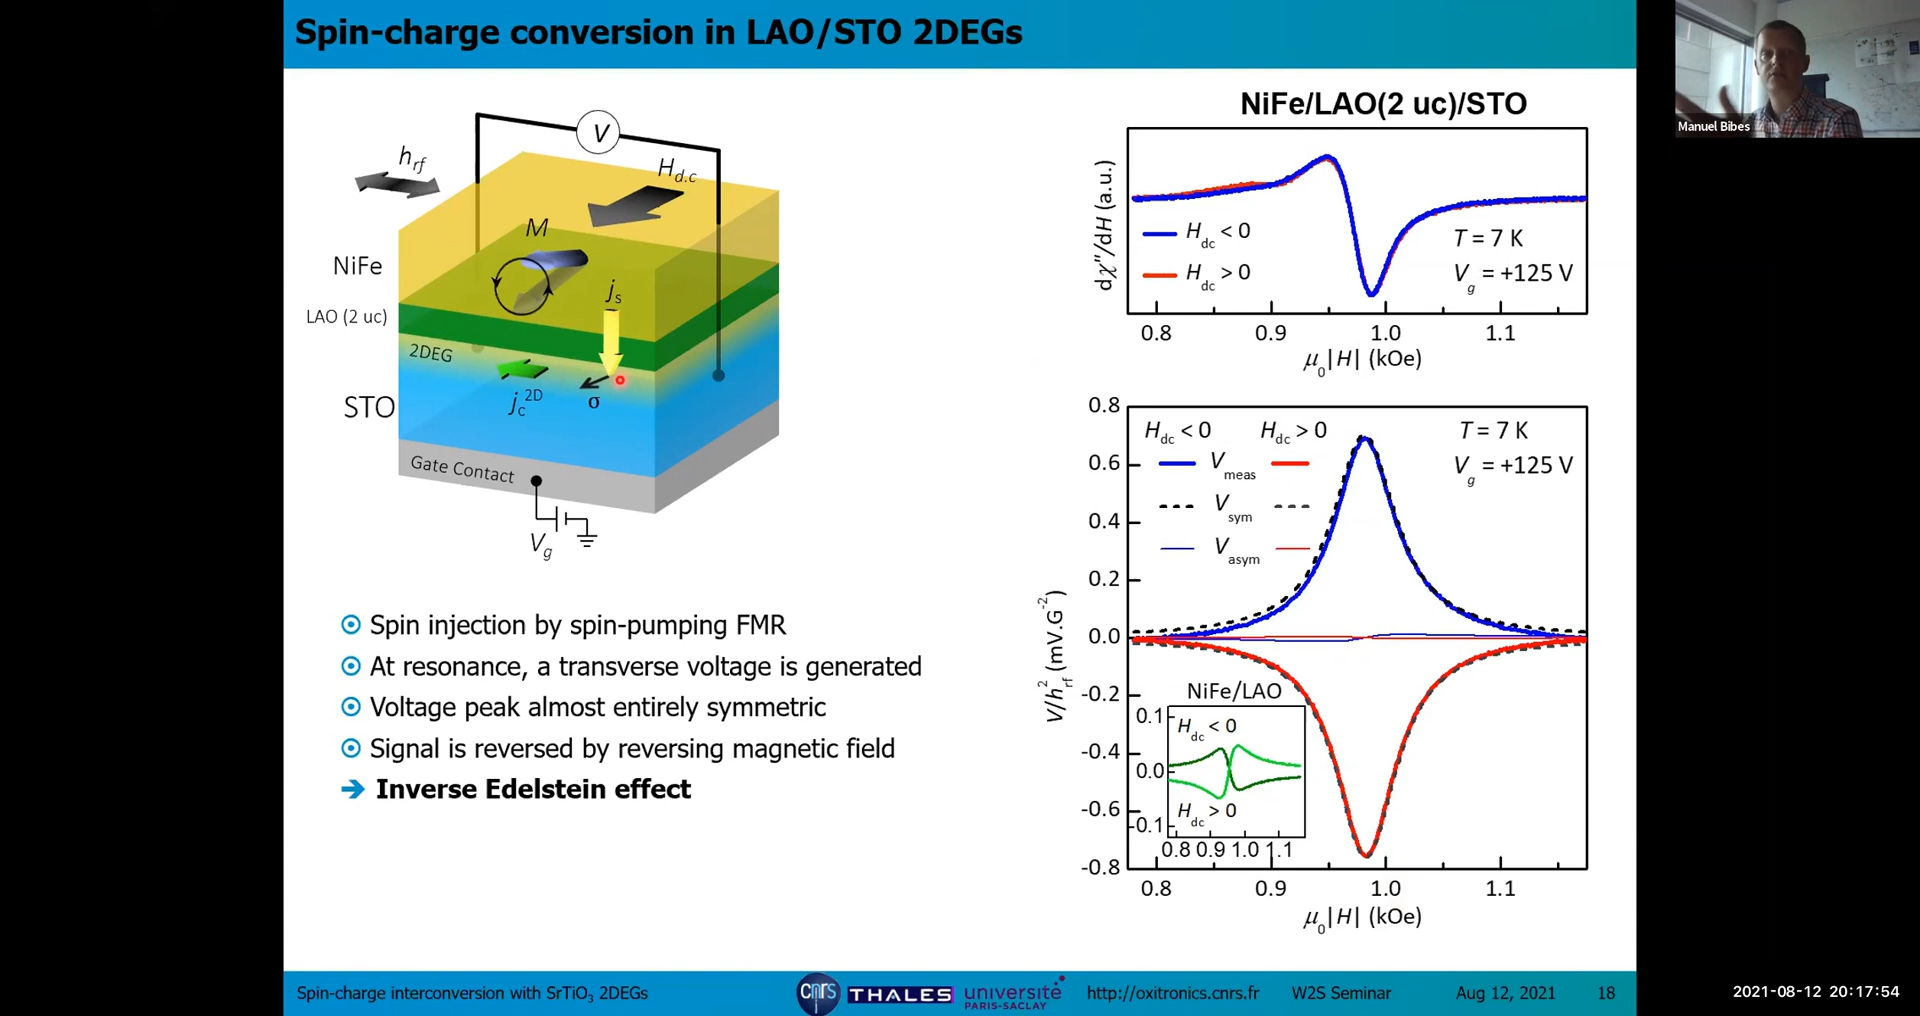 Spin-charge conversion in LAO/STO 2DEGs
Manuel Bibes
V
h_rf
H_d.c
M
NiFe
j_s
LAO (2 uc)
2DEG
j_c^2D
σ
STO
Gate Contact
V_g
Spin injection by spin-pumping FMR
At resonance, a transverse voltage is generated
Voltage peak almost entirely symmetric
Signal is reversed by reversing magnetic field
➔ Inverse Edelstein effect
NiFe/LAO(2 uc)/STO
dχ"/dH (a.u.)
H_dc < 0
H_dc > 0
T = 7 K
V_g = +125 V
0.8 0.9 1.0 1.1
μ_0|H| (kOe)
V/h_rf^2 (mV.G^-2)
0.8
0.6
0.4
0.2
0.0
-0.2
-0.4
-0.6
-0.8
H_dc < 0 H_dc > 0
V_meas
V_sym
V_asym
T = 7 K
V_g = +125 V
NiFe/LAO
0.1
0.0
-0.1
H_dc < 0
H_dc > 0
0.8 0.9 1.0 1.1
0.8 0.9 1.0 1.1
μ_0|H| (kOe)
Spin-charge interconversion with SrTiO₃ 2DEGs
cnrs
THALES
université
PARIS-SACLAY
http://oxitronics.cnrs.fr
W2S Seminar
Aug 12, 2021
18
2021-08-12 20:17:54